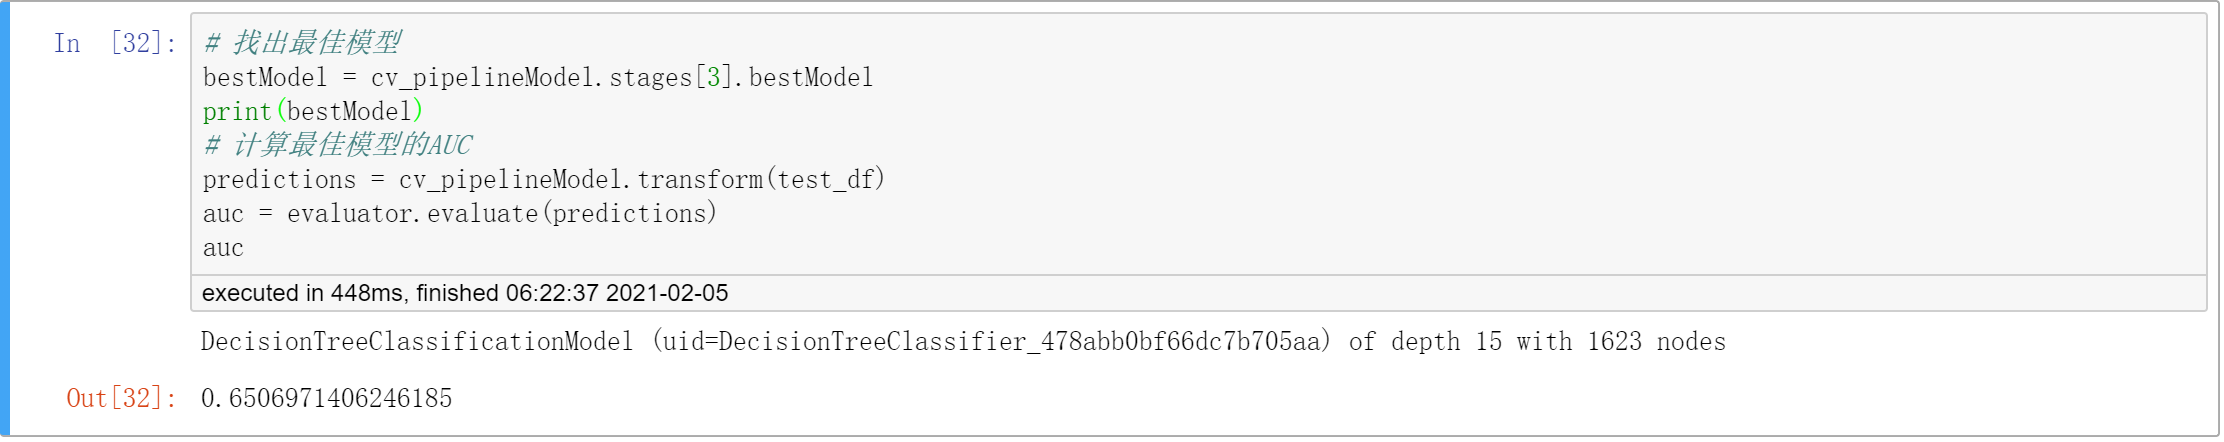 In [32]:
# 找出最佳模型
bestModel = cv_pipelineModel.stages[3].bestModel
print(bestModel)
# 计算最佳模型的AUC
predictions = cv_pipelineModel.transform(test_df)
auc = evaluator.evaluate(predictions)
auc
executed in 448ms, finished 06:22:37 2021-02-05
DecisionTreeClassificationModel (uid=DecisionTreeClassifier_478abb0bf66dc7b705aa) of depth 15 with 1623 nodes
Out[32]: 0.6506971406246185